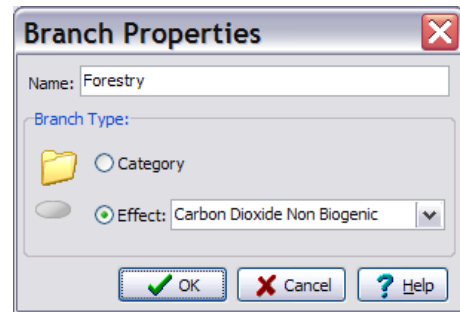 Branch Properties
Name: Forestry
Branch Type:
Category
Effect: Carbon Dioxide Non Biogenic
OK Cancel Help